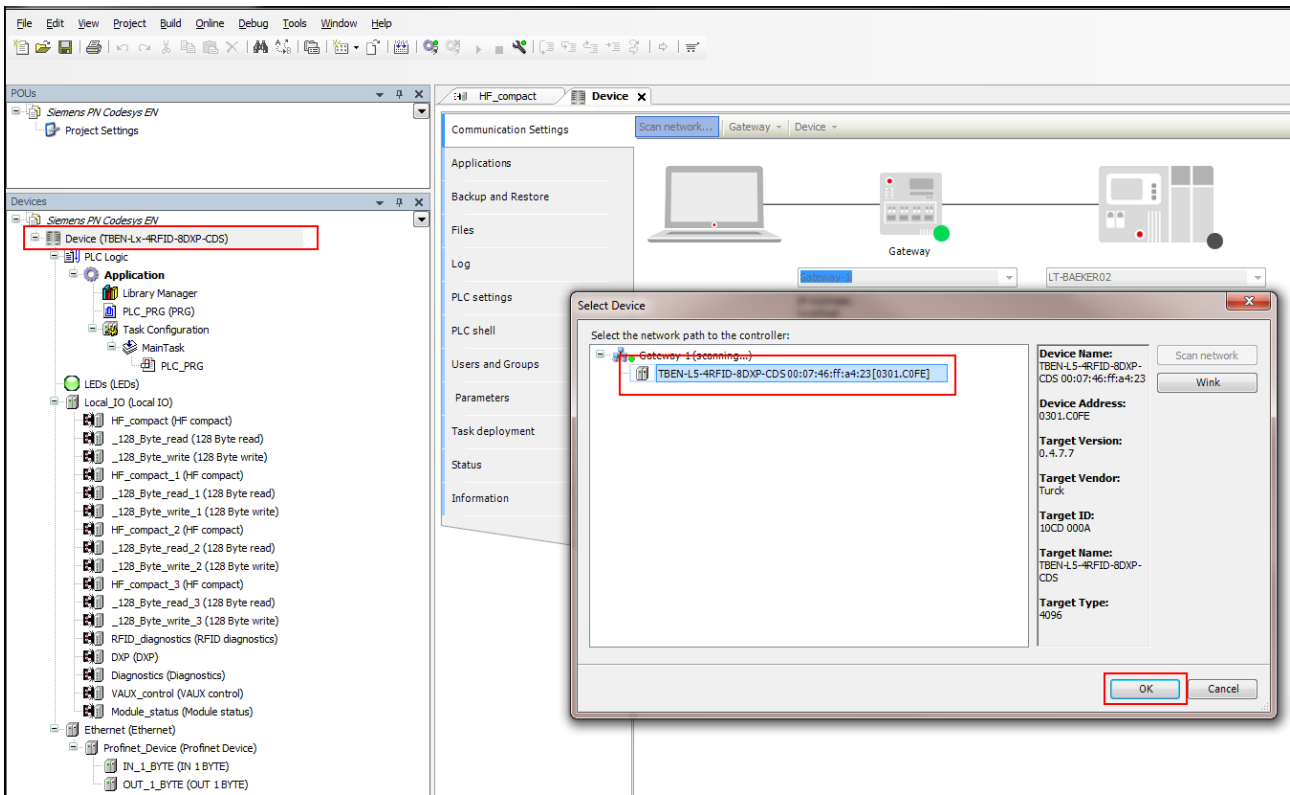 File Edit View Project Build Online Debug Tools Window Help
POUs
Siemens PN Codesys EN
Project Settings
Devices
Siemens PN Codesys EN
Device (TBEN-Lx-4RFID-8DXP-CDS)
PLC Logic
Application
Library Manager
PLC_PRG (PRG)
Task Configuration
MainTask
PLC_PRG
LEDs (LEDs)
Local_IO (Local IO)
HF_compact (HF compact)
_128_Byte_read (128 Byte read)
_128_Byte_write (128 Byte write)
HF_compact_1 (HF compact)
_128_Byte_read_1 (128 Byte read)
_128_Byte_write_1 (128 Byte write)
HF_compact_2 (HF compact)
_128_Byte_read_2 (128 Byte read)
_128_Byte_write_2 (128 Byte write)
HF_compact_3 (HF compact)
_128_Byte_read_3 (128 Byte read)
_128_Byte_write_3 (128 Byte write)
RFID_diagnostics (RFID diagnostics)
DXP (DXP)
Diagnostics (Diagnostics)
VAUX_control (VAUX control)
Module_status (Module status)
Ethernet (Ethernet)
Profinet_Device (Profinet Device)
IN_1_BYTE (IN 1 BYTE)
OUT_1_BYTE (OUT 1 BYTE)
HF_compact Device
Communication Settings
Applications
Backup and Restore
Files
Log
PLC settings
PLC shell
Users and Groups
Parameters
Task deployment
Status
Information
Scan network... Gateway Device
Gateway
Gateway-1 LT-BAEKER02
Select Device
Select the network path to the controller:
Gateway-1 (scanning...)
TBEN-L5-4RFID-8DXP-CDS 00:07:46:ff:a4:23 [0301.C0FE]
Device Name:
TBEN-L5-4RFID-8DXP-
CDS 00:07:46:ff:a4:23
Device Address:
0301.C0FE
Target Version:
0.4.7.7
Target Vendor:
Turck
Target ID:
10CD 000A
Target Name:
TBEN-L5-4RFID-8DXP-
CDS
Target Type:
4096
Scan network
Wink
OK Cancel